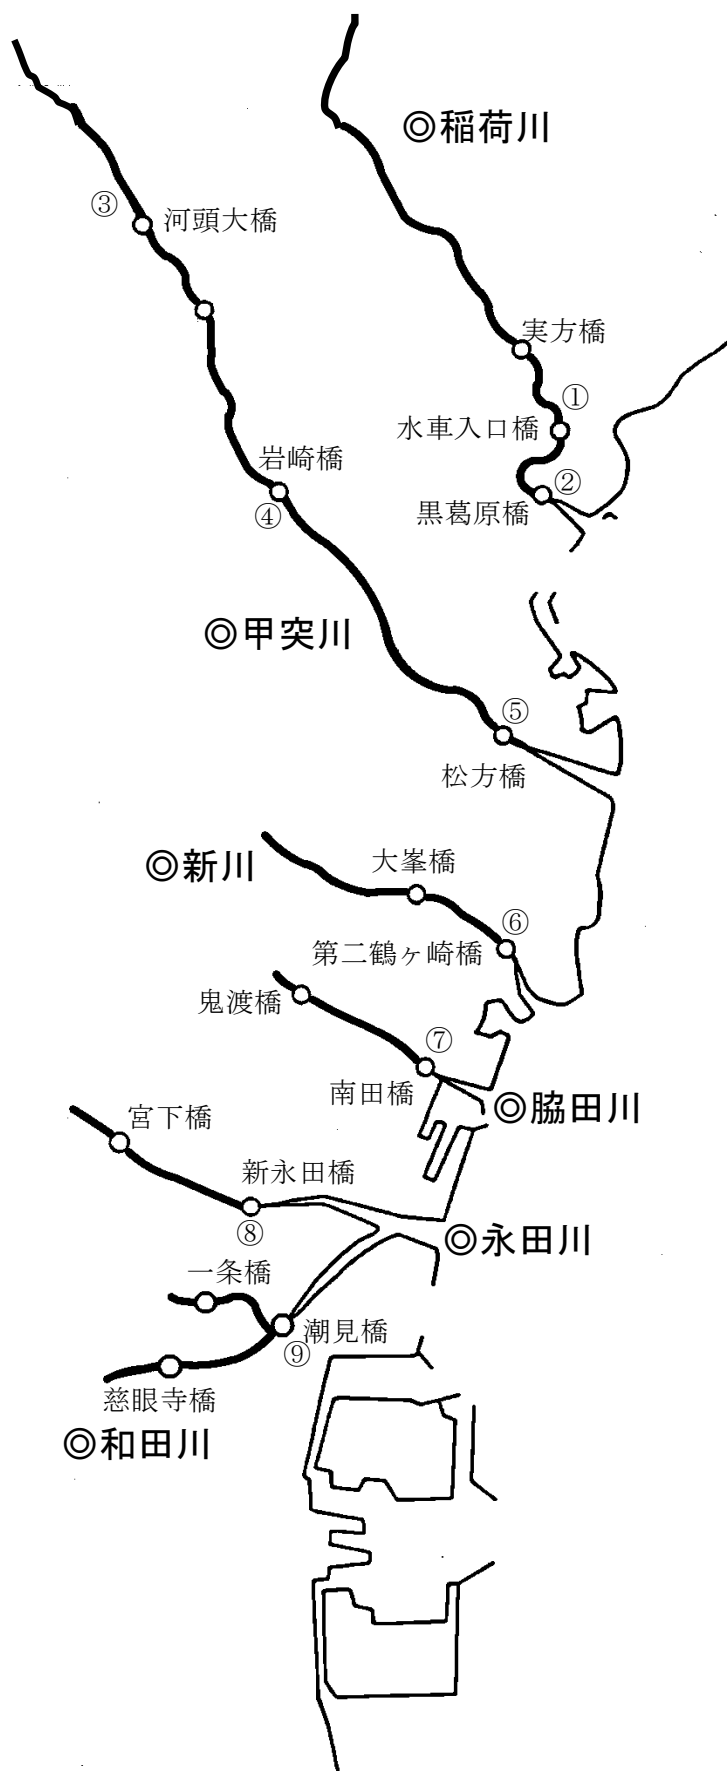 ◎稲荷川
③
河頭大橋
実方橋
①
水車入口橋
②
黒葛原橋
岩崎橋
④
◎甲突川
⑤
松方橋
◎新川
大峯橋
⑥
第二鶴ヶ崎橋
鬼渡橋
⑦
南田橋
◎脇田川
宮下橋
新永田橋
⑧
◎永田川
一条橋
潮見橋
⑨
慈眼寺橋
◎和田川